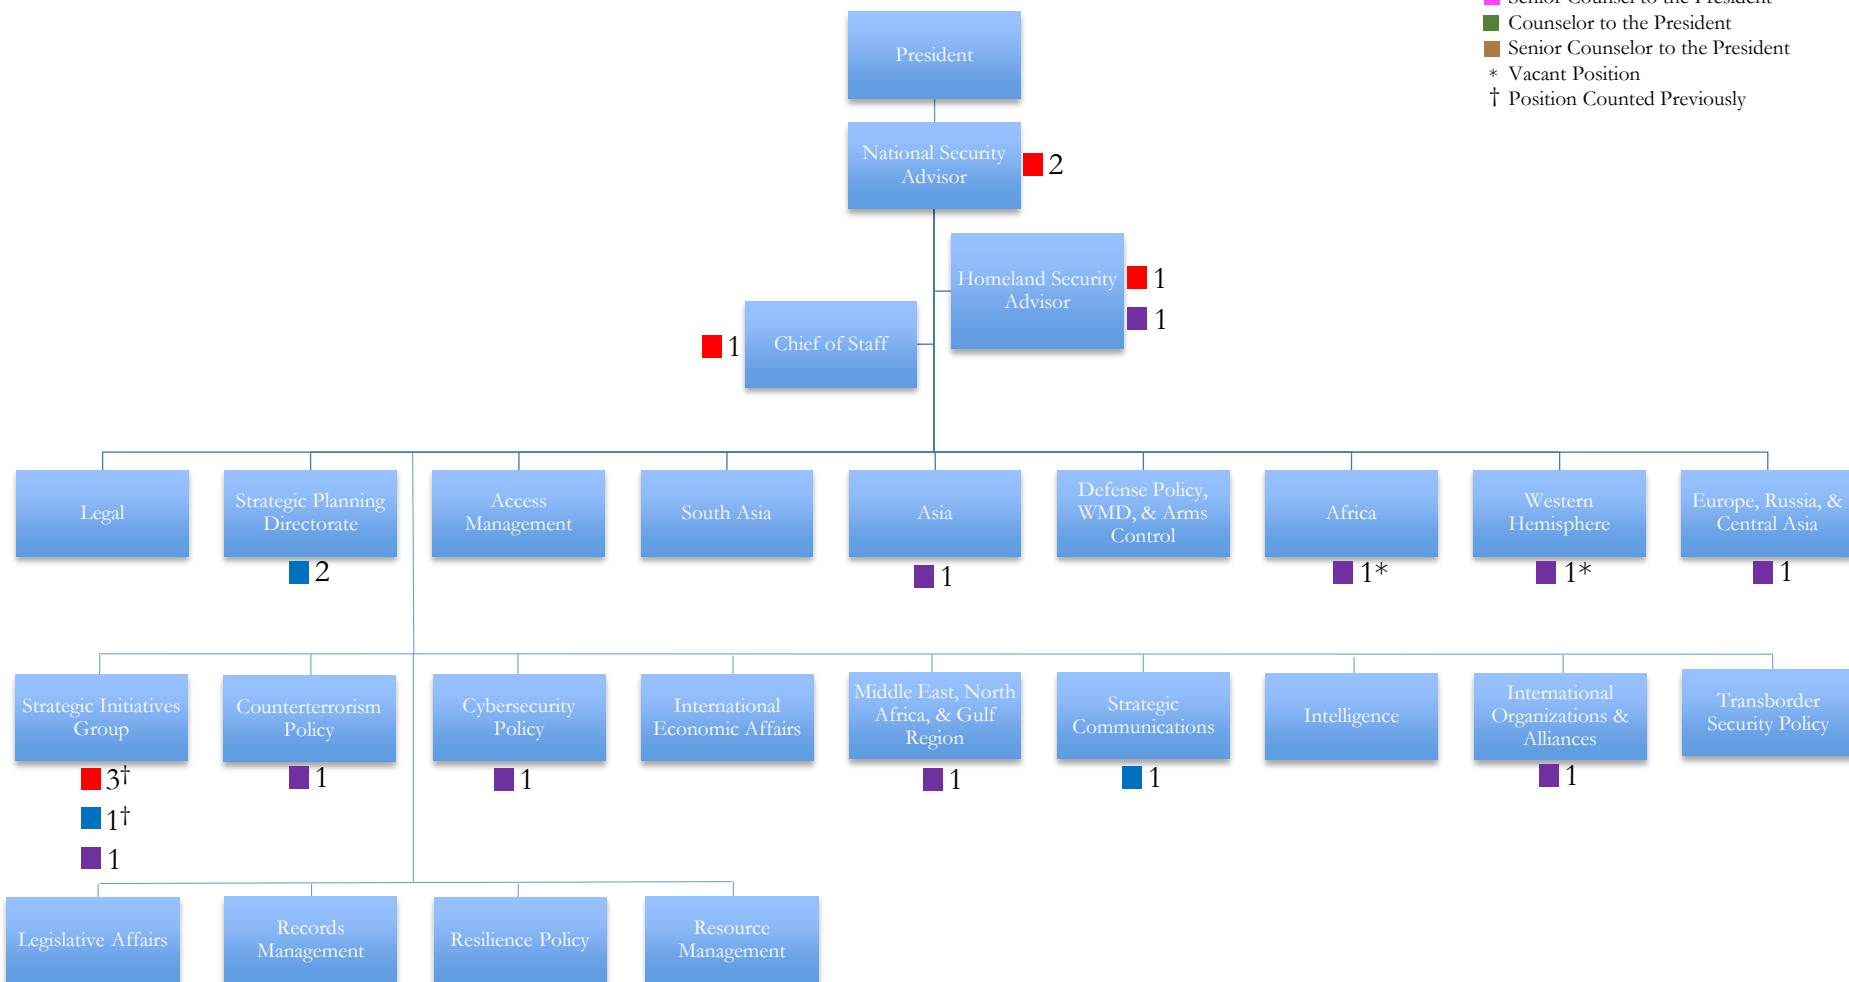 Senior Counsel to the President
Counselor to the President
Senior Counselor to the President
* Vacant Position
† Position Counted Previously
President
National Security
Advisor
2
Homeland Security
Advisor
1
1
Chief of Staff
1
Legal
Strategic Planning
Directorate
2
Access
Management
South Asia
Asia
1
Defense Policy,
WMD, & Arms
Control
Africa
1*
Western
Hemisphere
1*
Europe, Russia, &
Central Asia
1
Strategic Initiatives
Group
3†
1†
1
Counterterrorism
Policy
1
Cybersecurity
Policy
1
International
Economic Affairs
Middle East, North
Africa, & Gulf
Region
1
Strategic
Communications
1
Intelligence
International
Organizations &
Alliances
1
Transborder
Security Policy
Legislative Affairs
Records
Management
Resilience Policy
Resource
Management